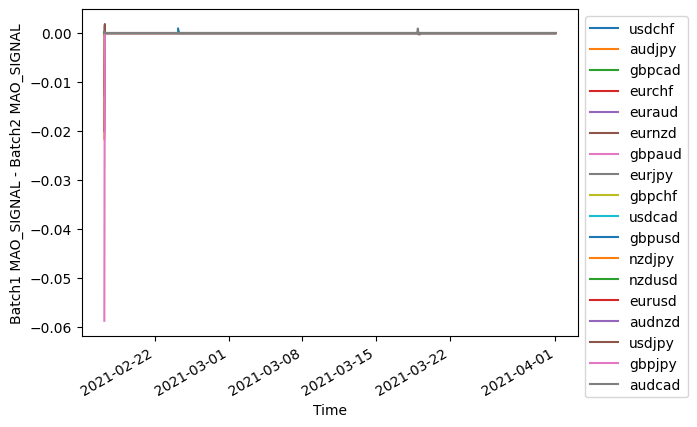 0.00
−0.01
−0.02
−0.03
−0.04
−0.05
−0.06
Batch1 MAO_SIGNAL - Batch2 MAO_SIGNAL
2021-02-22
2021-03-01
2021-03-08
2021-03-15
2021-03-22
2021-04-01
Time
usdchf
audjpy
gbpcad
eurchf
euraud
eurnzd
gbpaud
eurjpy
gbpchf
usdcad
gbpusd
nzdjpy
nzdusd
eurusd
audnzd
usdjpy
gbpjpy
audcad